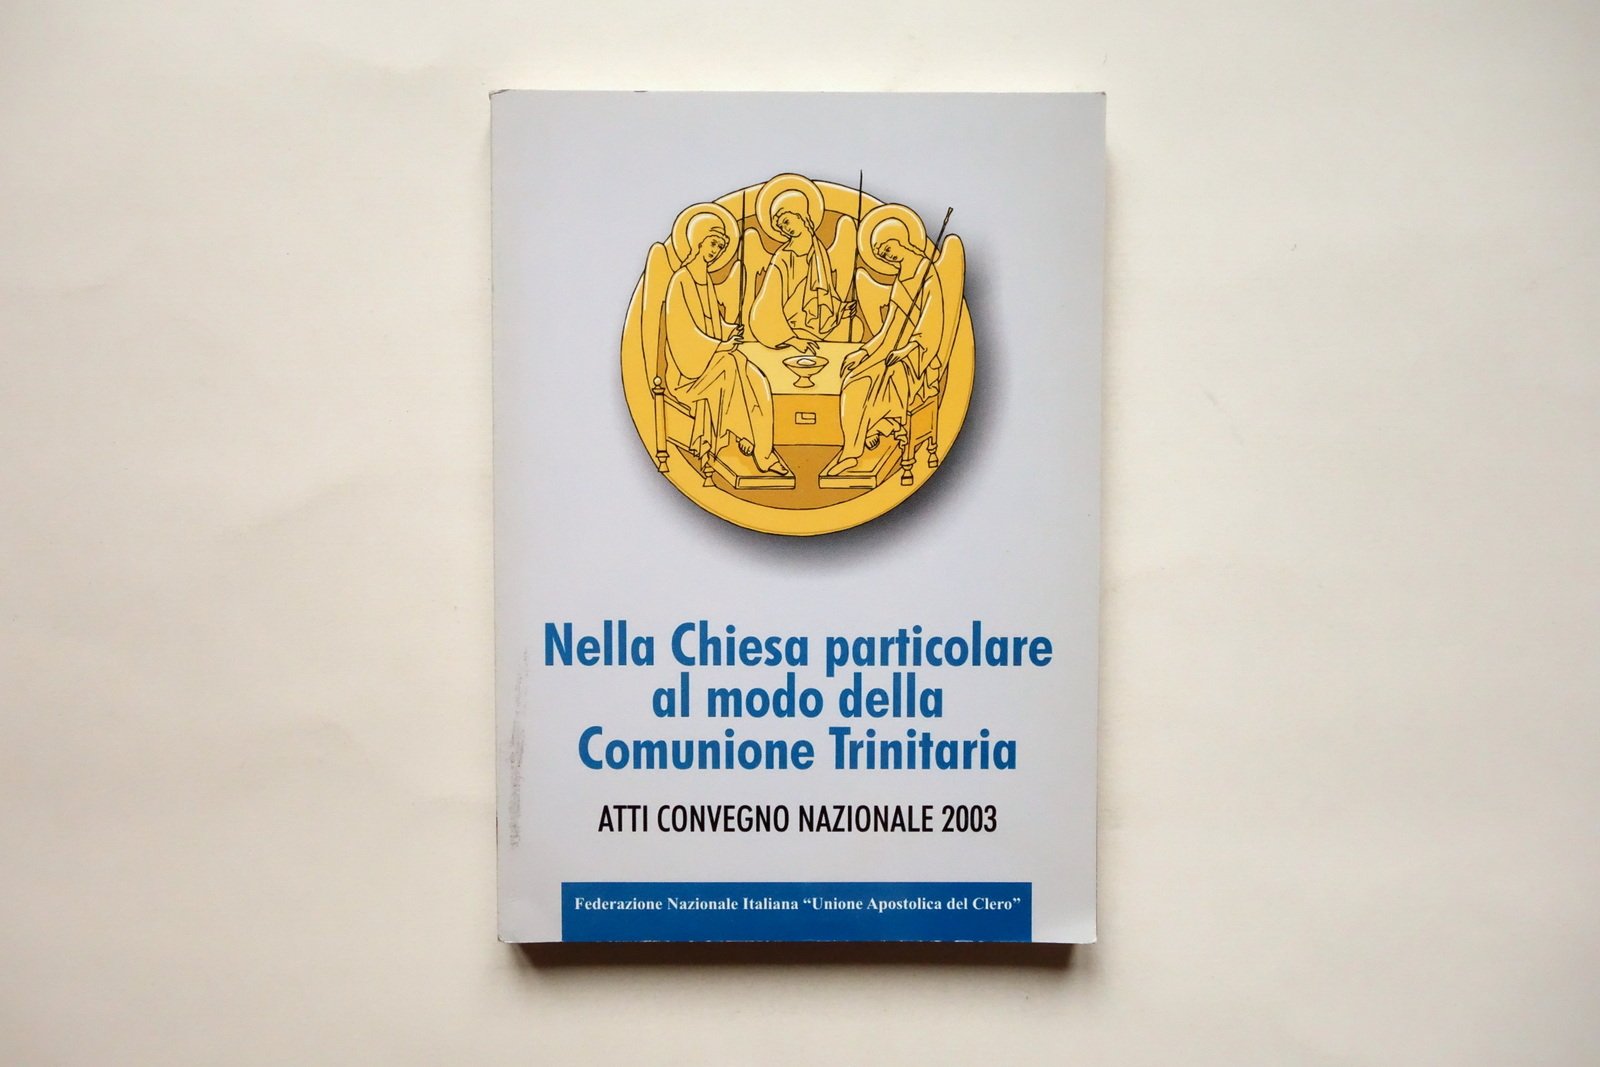 Nella Chiesa particolare
al modo della
Comunione Trinitaria
ATTI CONVEGNO NAZIONALE 2003
Federazione Nazionale Italiana “Unione Apostolica del Clero”